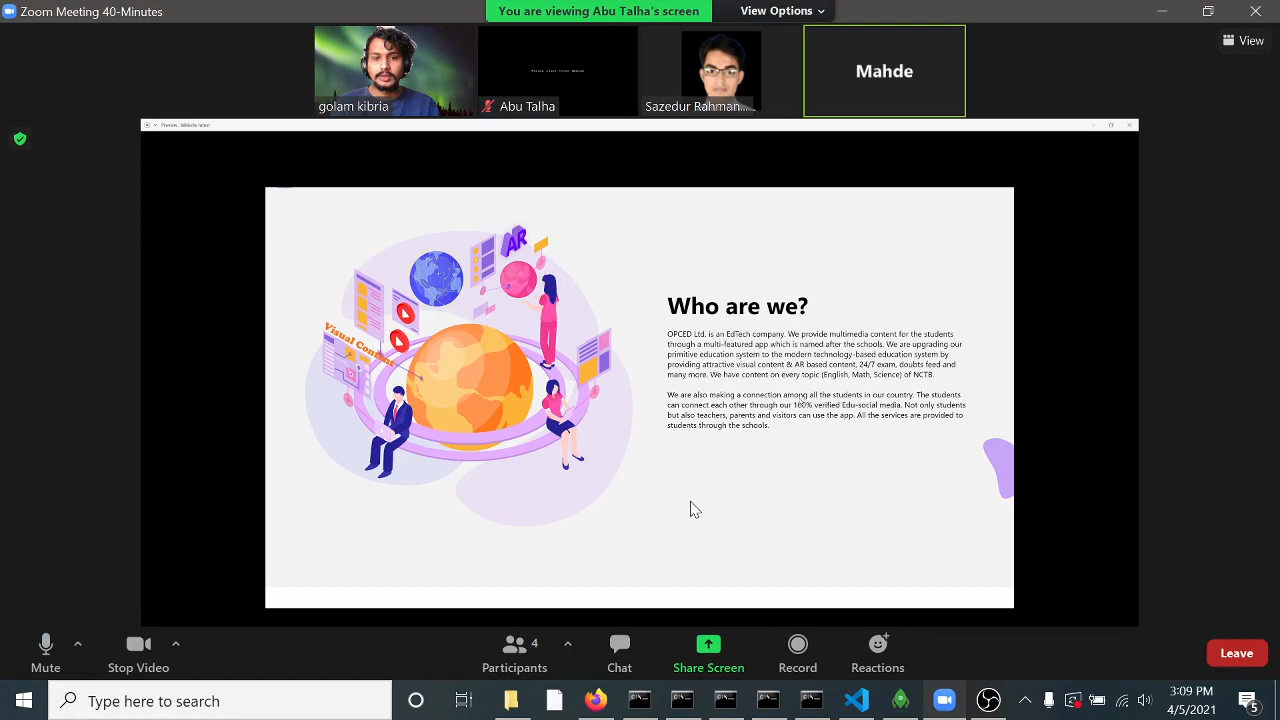 Zoom Meeting 40-Minutes
You are viewing Abu Talha's screen
View Options
View
golam kibria
Please start Iriun Webcam
Abu Talha
Sazedur Rahman...
Mahde
Preview: Website latest
AR
Visual Content
Who are we?
OPCED Ltd. is an EdTech company. We provide multimedia content for the students
through a multi-featured app which is named after the schools. We are upgrading our
primitive education system to the modern technology-based education system by
providing attractive visual content & AR based content, 24/7 exam, doubts feed and
many more. We have content on every topic (English, Math, Science) of NCTB.
We are also making a connection among all the students in our country. The students
can connect each other through our 100% verified Edu-social media. Not only students
but also teachers, parents and visitors can use the app. All the services are provided to
students through the schools.
Mute
Stop Video
4
Participants
Chat
Share Screen
Record
Reactions
Leave
Type here to search
3:09 PM
4/5/2021
5